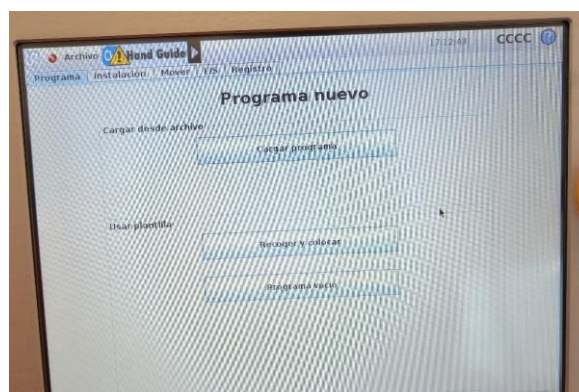 Archivo Hand Guide 17:12:43 CCCC ?
Programa Instalación Mover E/S Registro
Programa nuevo
Cargar desde archivo
Cargar programa
Usar plantilla
Recoger y colocar
Programa vacío